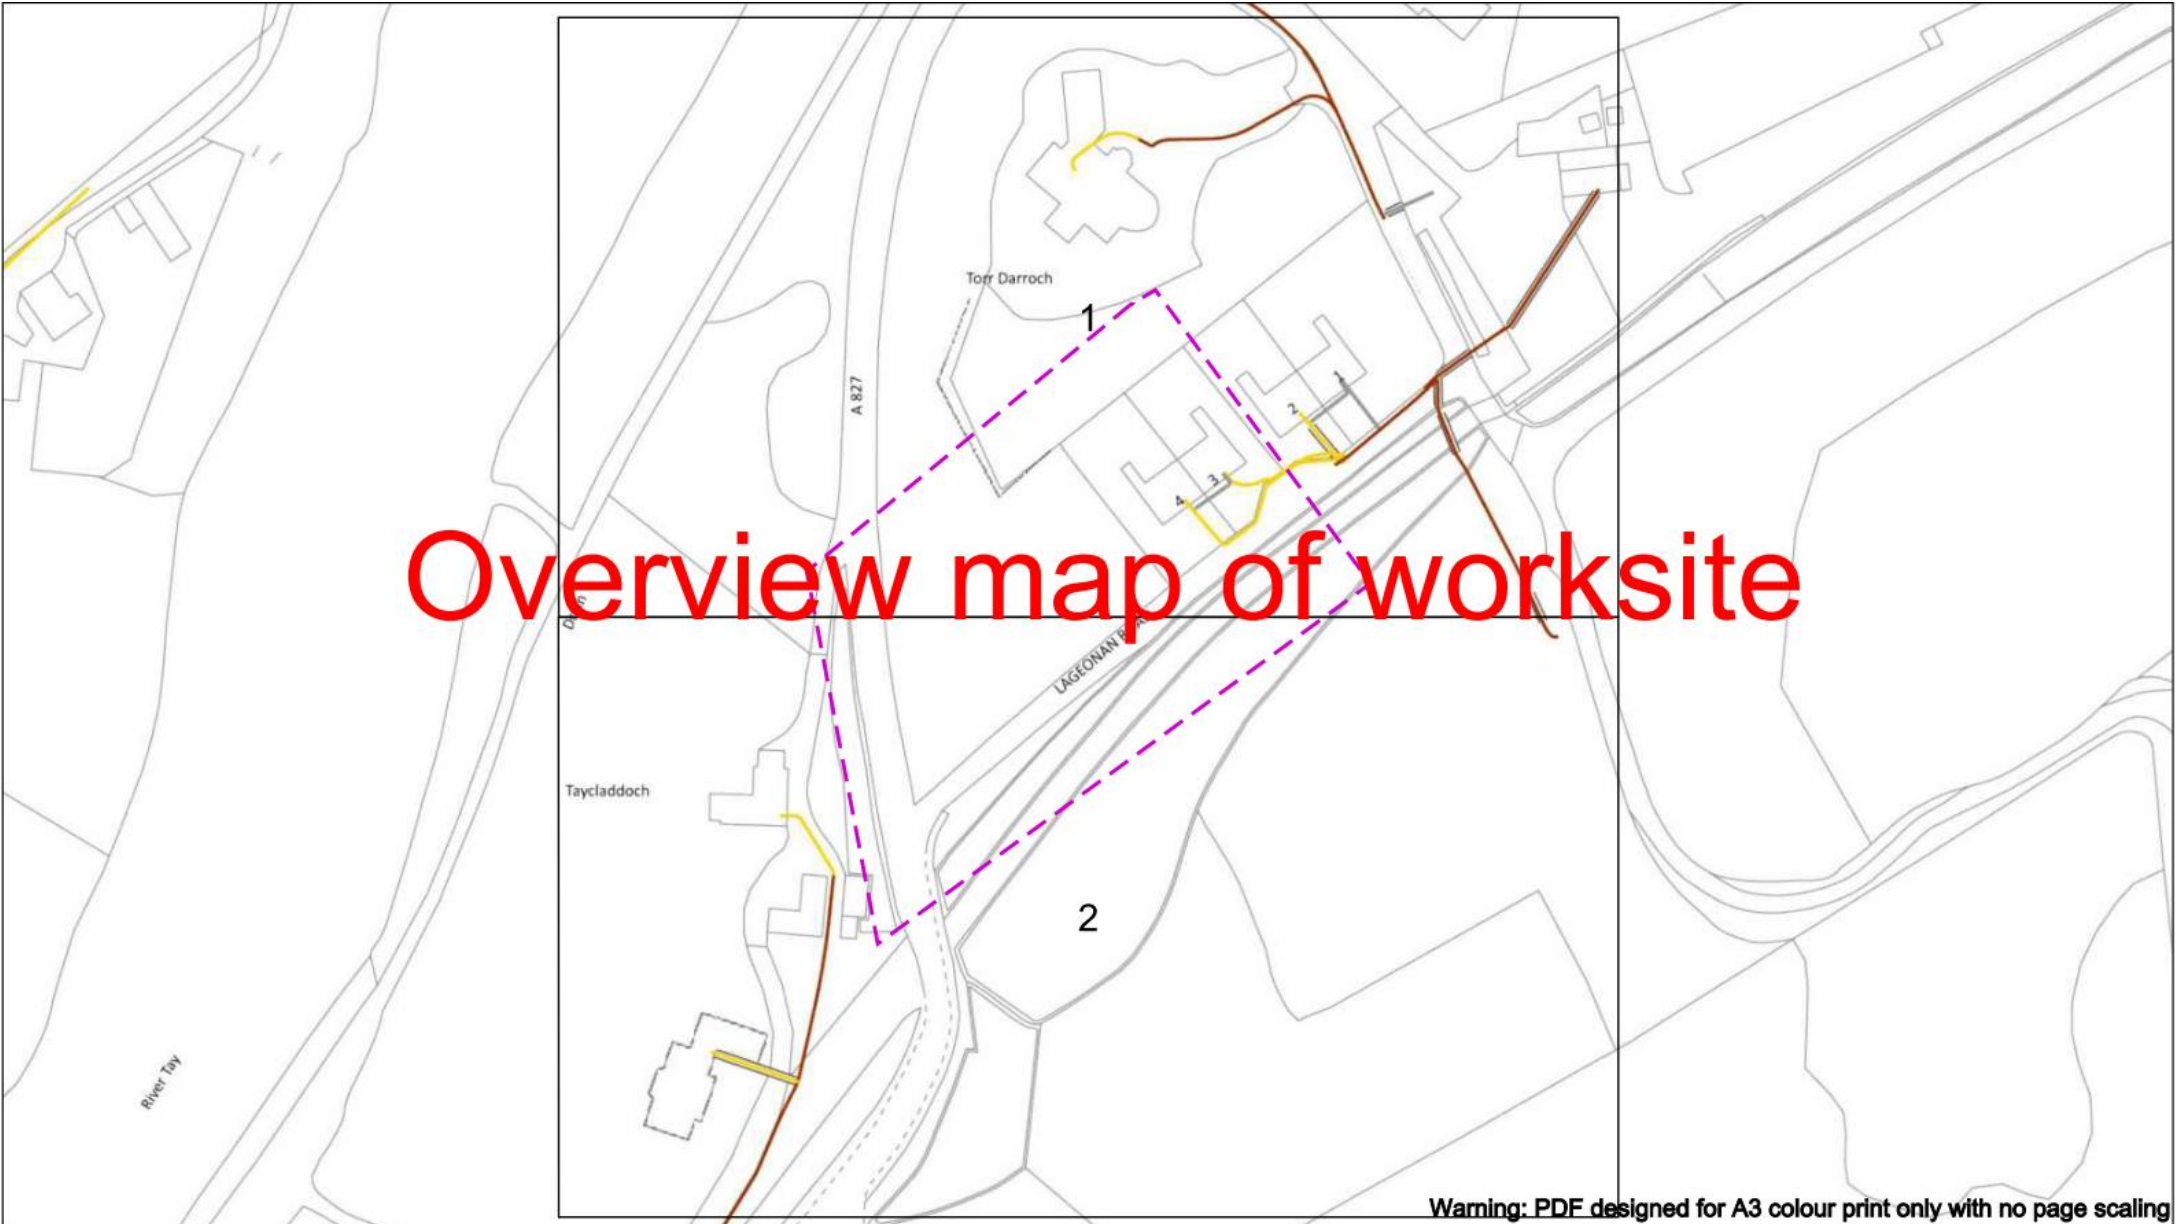 Torr Darroch
1
A 827
1
2
3
4
Overview map of worksite
LAGEONAN
Taycladdoch
2
River Tay
Warning: PDF designed for A3 colour print only with no page scaling